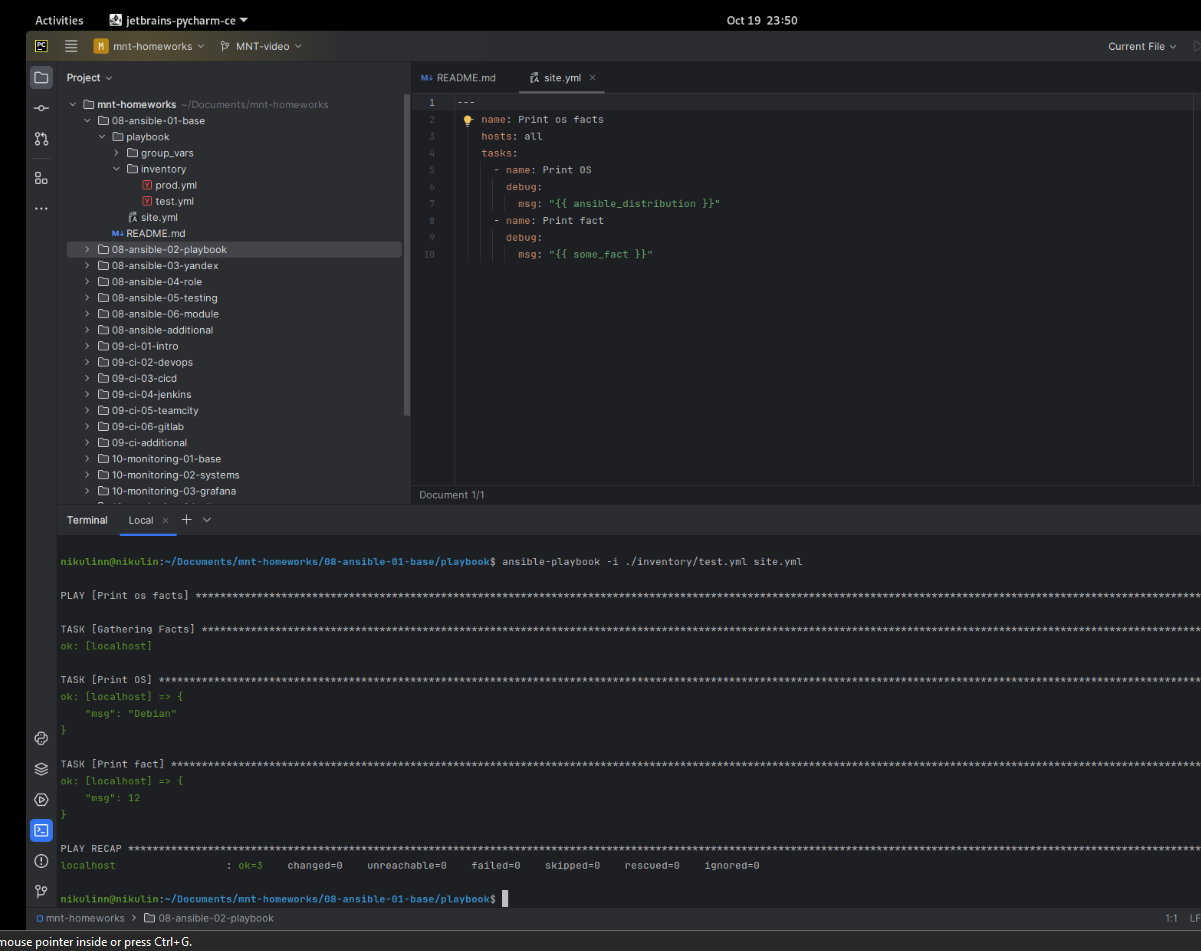 Activities jetbrains-pycharm-ce Oct 19 23:50
PC M mnt-homeworks MNT-video Current File
Project
M↓ README.md site.yml
mnt-homeworks ~/Documents/mnt-homeworks
08-ansible-01-base
playbook
group_vars
inventory
Y prod.yml
Y test.yml
site.yml
M↓ README.md
08-ansible-02-playbook
08-ansible-03-yandex
08-ansible-04-role
08-ansible-05-testing
08-ansible-06-module
08-ansible-additional
09-ci-01-intro
09-ci-02-devops
09-ci-03-cicd
09-ci-04-jenkins
09-ci-05-teamcity
09-ci-06-gitlab
09-ci-additional
10-monitoring-01-base
10-monitoring-02-systems
10-monitoring-03-grafana
1 ---
2 name: Print os facts
3 hosts: all
4 tasks:
5 - name: Print OS
6 debug:
7 msg: "{{ ansible_distribution }}"
8 - name: Print fact
9 debug:
10 msg: "{{ some_fact }}"
Document 1/1
Terminal Local
nikulinn@nikulin:~/Documents/mnt-homeworks/08-ansible-01-base/playbook$ ansible-playbook -i ./inventory/test.yml site.yml
PLAY [Print os facts] ****************************************************************
TASK [Gathering Facts] ****************************************************************
ok: [localhost]
TASK [Print OS] ****************************************************************
ok: [localhost] => {
"msg": "Debian"
}
TASK [Print fact] ****************************************************************
ok: [localhost] => {
"msg": 12
}
PLAY RECAP ****************************************************************
localhost : ok=3 changed=0 unreachable=0 failed=0 skipped=0 rescued=0 ignored=0
nikulinn@nikulin:~/Documents/mnt-homeworks/08-ansible-01-base/playbook$
mnt-homeworks > 08-ansible-02-playbook 1:1 LF
mouse pointer inside or press Ctrl+G.